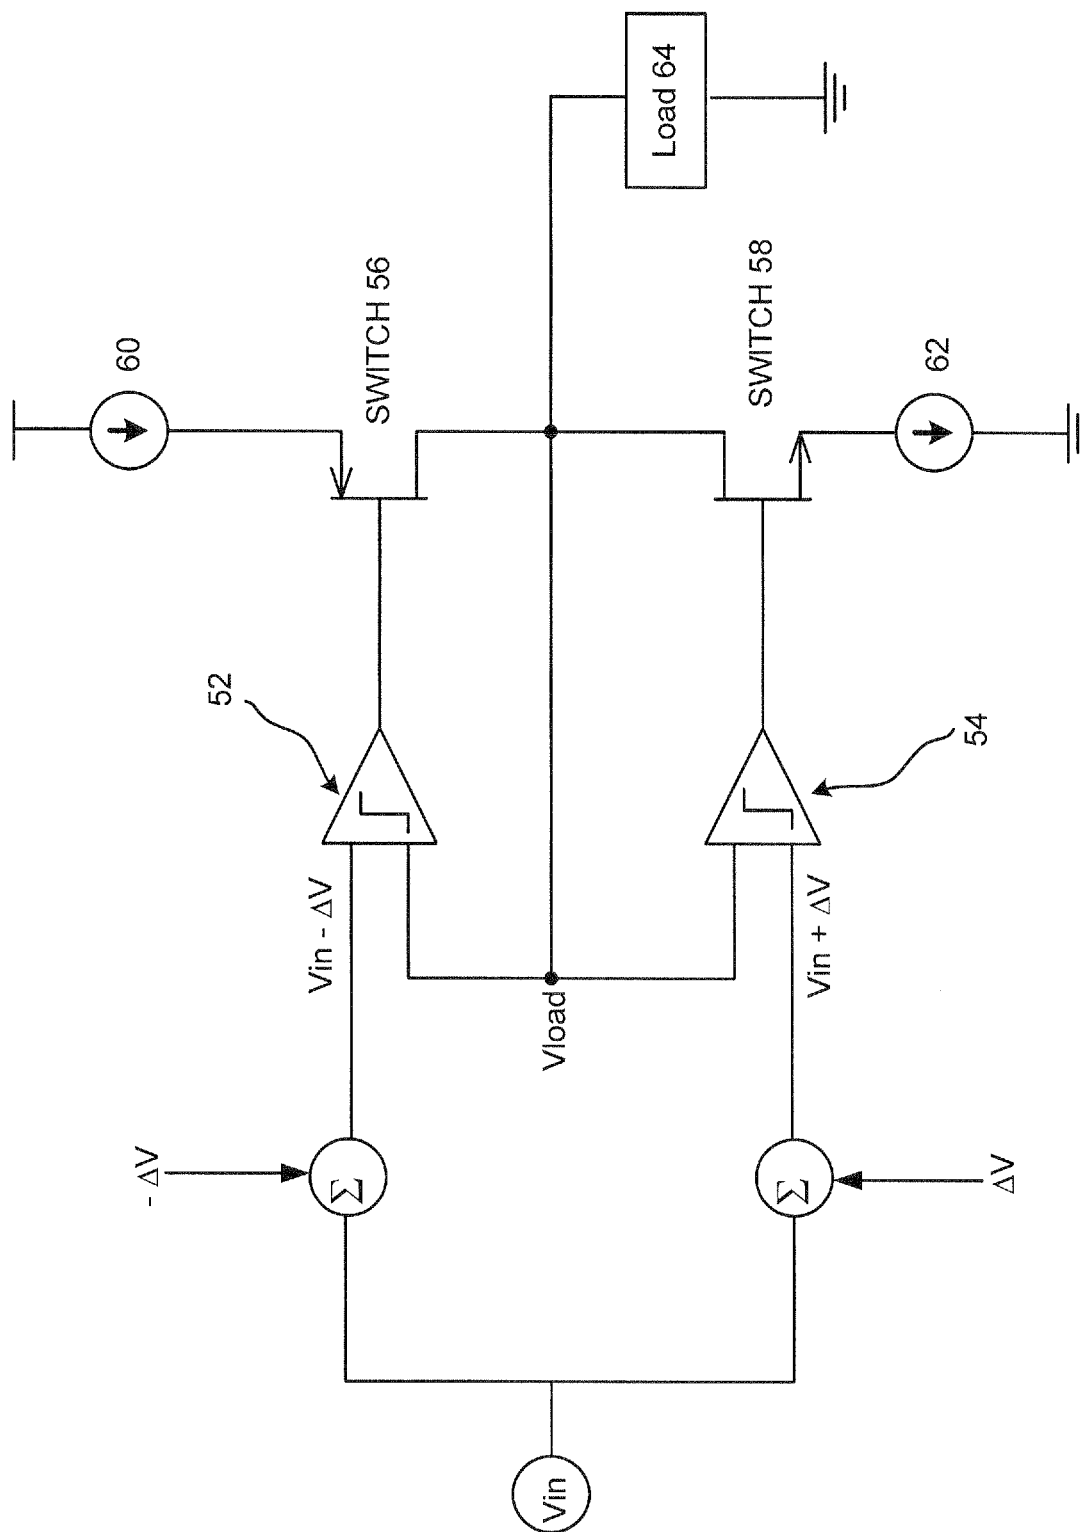 60
SWITCH 56
Load 64
52
Vin - ΔV
- ΔV
Σ
Vload
Vin
SWITCH 58
62
54
Vin + ΔV
Σ
ΔV